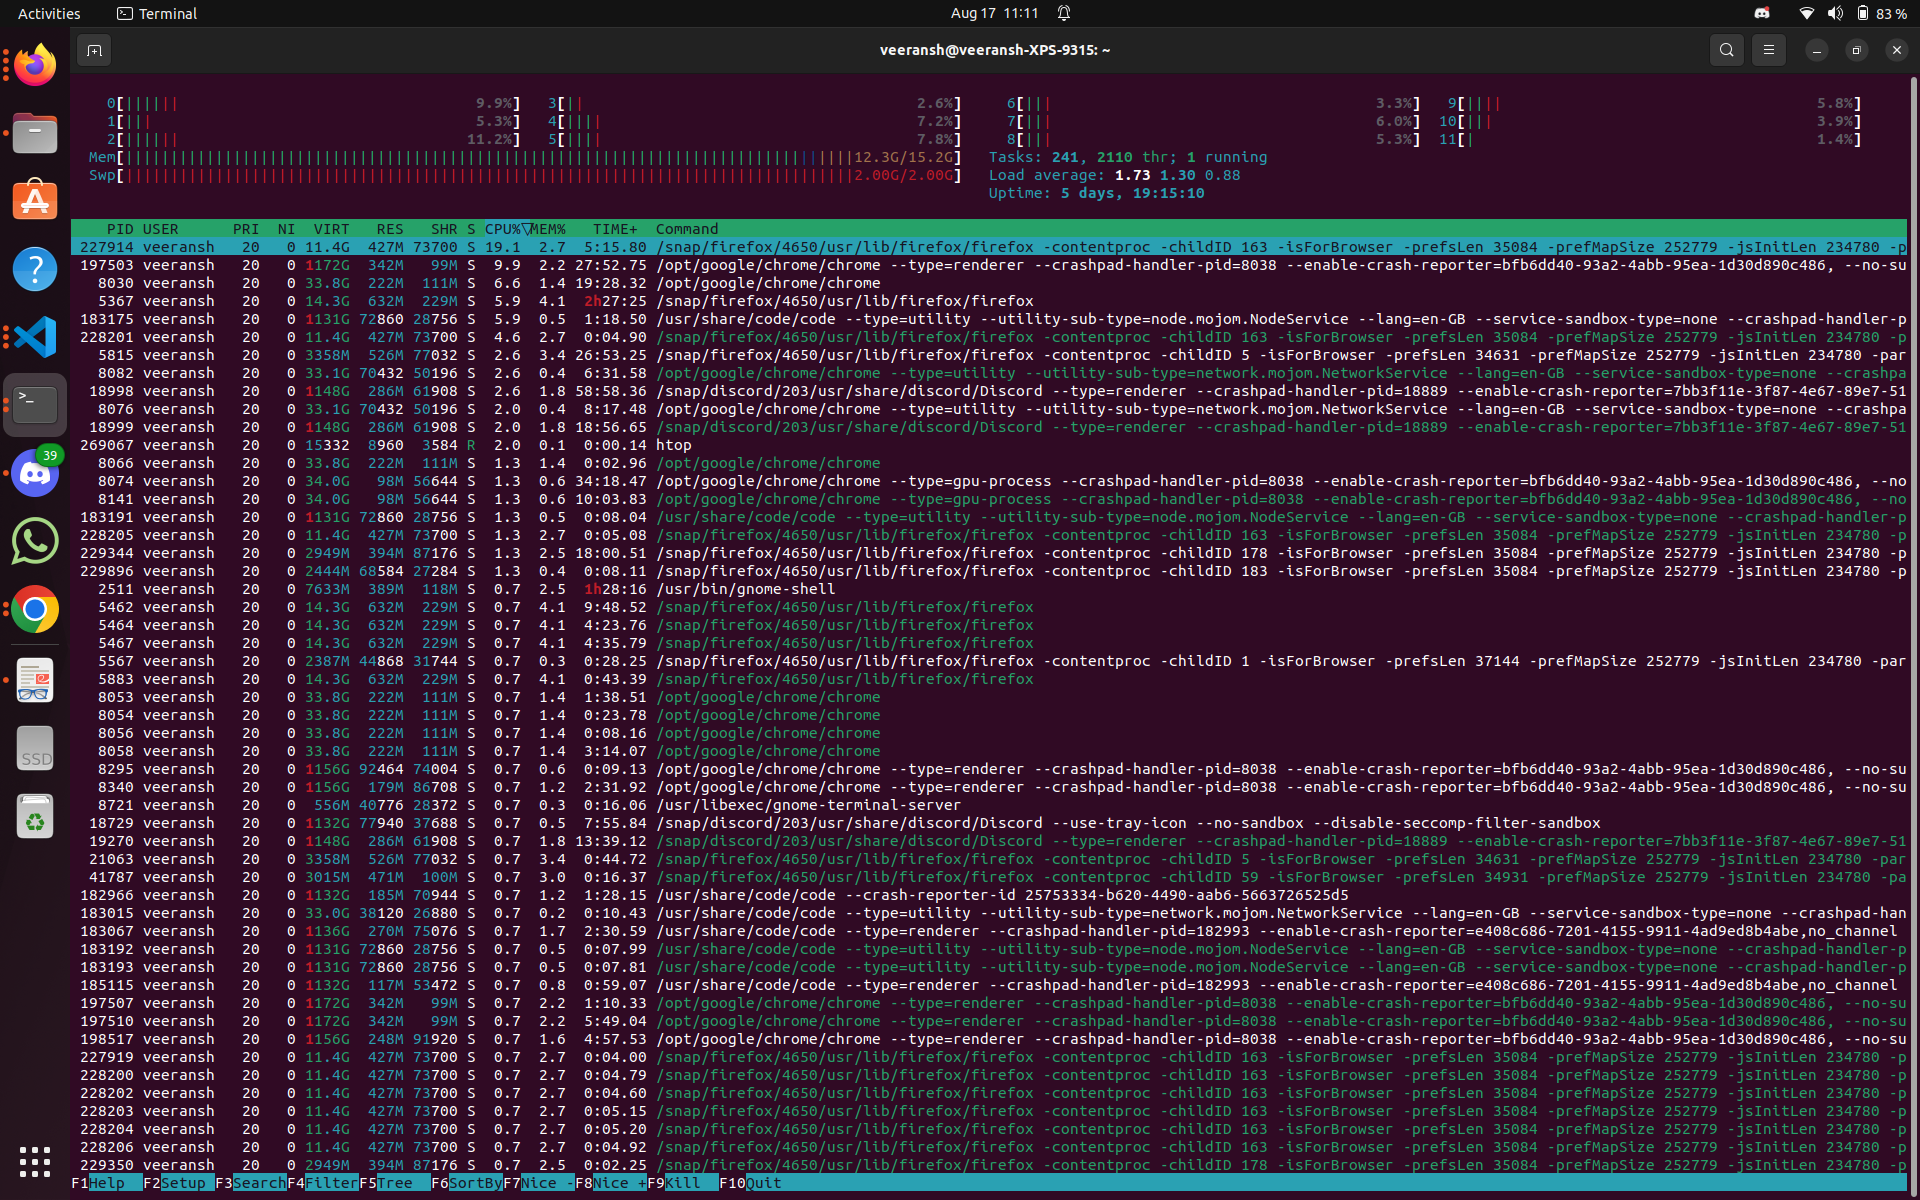 Activities Terminal Aug 17 11:11 83 %
veeransh@veeransh-XPS-9315: ~
0[||||||| 9.9%] 3[|| 2.6%] 6[||| 3.3%] 9[|||| 5.8%]
1[||| 5.3%] 4[|||| 7.2%] 7[||| 6.0%] 10[||| 3.9%]
2[||||||| 11.2%] 5[|||| 7.8%] 8[||| 5.3%] 11[| 1.4%]
Mem[12.3G/15.2G] Tasks: 241, 2110 thr; 1 running
Swp[2.00G/2.00G] Load average: 1.73 1.30 0.88
Uptime: 5 days, 19:15:10
PID USER PRI NI VIRT RES SHR S CPU%▽MEM% TIME+ Command
227914 veeransh 20 0 11.4G 427M 73700 S 19.1 2.7 5:15.80 /snap/firefox/4650/usr/lib/firefox/firefox -contentproc -childID 163 -isForBrowser -prefsLen 35084 -prefMapSize 252779 -jsInitLen 234780 -p
197503 veeransh 20 0 1172G 342M 99M S 9.9 2.2 27:52.75 /opt/google/chrome/chrome --type=renderer --crashpad-handler-pid=8038 --enable-crash-reporter=bfb6dd40-93a2-4abb-95ea-1d30d890c486, --no-su
8030 veeransh 20 0 33.8G 222M 111M S 6.6 1.4 19:28.32 /opt/google/chrome/chrome
5367 veeransh 20 0 14.3G 632M 229M S 5.9 4.1 2h27:25 /snap/firefox/4650/usr/lib/firefox/firefox
183175 veeransh 20 0 1131G 72860 28756 S 5.9 0.5 1:18.50 /usr/share/code/code --type=utility --utility-sub-type=node.mojom.NodeService --lang=en-GB --service-sandbox-type=none --crashpad-handler-p
228201 veeransh 20 0 11.4G 427M 73700 S 4.6 2.7 0:04.90 /snap/firefox/4650/usr/lib/firefox/firefox -contentproc -childID 163 -isForBrowser -prefsLen 35084 -prefMapSize 252779 -jsInitLen 234780 -p
5815 veeransh 20 0 3358M 526M 77032 S 2.6 3.4 26:53.25 /snap/firefox/4650/usr/lib/firefox/firefox -contentproc -childID 5 -isForBrowser -prefsLen 34631 -prefMapSize 252779 -jsInitLen 234780 -par
8082 veeransh 20 0 33.1G 70432 50196 S 2.6 0.4 6:31.58 /opt/google/chrome/chrome --type=utility --utility-sub-type=network.mojom.NetworkService --lang=en-GB --service-sandbox-type=none --crashpa
18998 veeransh 20 0 1148G 286M 61908 S 2.6 1.8 58:58.36 /snap/discord/203/usr/share/discord/Discord --type=renderer --crashpad-handler-pid=18889 --enable-crash-reporter=7bb3f11e-3f87-4e67-89e7-51
8076 veeransh 20 0 33.1G 70432 50196 S 2.0 0.4 8:17.48 /opt/google/chrome/chrome --type=utility --utility-sub-type=network.mojom.NetworkService --lang=en-GB --service-sandbox-type=none --crashpa
18999 veeransh 20 0 1148G 286M 61908 S 2.0 1.8 18:56.65 /snap/discord/203/usr/share/discord/Discord --type=renderer --crashpad-handler-pid=18889 --enable-crash-reporter=7bb3f11e-3f87-4e67-89e7-51
269067 veeransh 20 0 15332 8960 3584 R 2.0 0.1 0:00.14 htop
8066 veeransh 20 0 33.8G 222M 111M S 1.3 1.4 0:02.96 /opt/google/chrome/chrome
8074 veeransh 20 0 34.0G 98M 56644 S 1.3 0.6 34:18.47 /opt/google/chrome/chrome --type=gpu-process --crashpad-handler-pid=8038 --enable-crash-reporter=bfb6dd40-93a2-4abb-95ea-1d30d890c486, --no
8141 veeransh 20 0 34.0G 98M 56644 S 1.3 0.6 10:03.83 /opt/google/chrome/chrome --type=gpu-process --crashpad-handler-pid=8038 --enable-crash-reporter=bfb6dd40-93a2-4abb-95ea-1d30d890c486, --no
183191 veeransh 20 0 1131G 72860 28756 S 1.3 0.5 0:08.04 /usr/share/code/code --type=utility --utility-sub-type=node.mojom.NodeService --lang=en-GB --service-sandbox-type=none --crashpad-handler-p
228205 veeransh 20 0 11.4G 427M 73700 S 1.3 2.7 0:05.08 /snap/firefox/4650/usr/lib/firefox/firefox -contentproc -childID 163 -isForBrowser -prefsLen 35084 -prefMapSize 252779 -jsInitLen 234780 -p
229344 veeransh 20 0 2949M 394M 87176 S 1.3 2.5 18:00.51 /snap/firefox/4650/usr/lib/firefox/firefox -contentproc -childID 178 -isForBrowser -prefsLen 35084 -prefMapSize 252779 -jsInitLen 234780 -p
229896 veeransh 20 0 2444M 68584 27284 S 1.3 0.4 0:08.11 /snap/firefox/4650/usr/lib/firefox/firefox -contentproc -childID 183 -isForBrowser -prefsLen 35084 -prefMapSize 252779 -jsInitLen 234780 -p
2511 veeransh 20 0 7633M 389M 118M S 0.7 2.5 1h28:16 /usr/bin/gnome-shell
5462 veeransh 20 0 14.3G 632M 229M S 0.7 4.1 9:48.52 /snap/firefox/4650/usr/lib/firefox/firefox
5464 veeransh 20 0 14.3G 632M 229M S 0.7 4.1 4:23.76 /snap/firefox/4650/usr/lib/firefox/firefox
5467 veeransh 20 0 14.3G 632M 229M S 0.7 4.1 4:35.79 /snap/firefox/4650/usr/lib/firefox/firefox
5567 veeransh 20 0 2387M 44868 31744 S 0.7 0.3 0:28.25 /snap/firefox/4650/usr/lib/firefox/firefox -contentproc -childID 1 -isForBrowser -prefsLen 37144 -prefMapSize 252779 -jsInitLen 234780 -par
5883 veeransh 20 0 14.3G 632M 229M S 0.7 4.1 0:43.39 /snap/firefox/4650/usr/lib/firefox/firefox
8053 veeransh 20 0 33.8G 222M 111M S 0.7 1.4 1:38.51 /opt/google/chrome/chrome
8054 veeransh 20 0 33.8G 222M 111M S 0.7 1.4 0:23.78 /opt/google/chrome/chrome
8056 veeransh 20 0 33.8G 222M 111M S 0.7 1.4 0:08.16 /opt/google/chrome/chrome
8058 veeransh 20 0 33.8G 222M 111M S 0.7 1.4 3:14.07 /opt/google/chrome/chrome
8295 veeransh 20 0 1156G 92464 74004 S 0.7 0.6 0:09.13 /opt/google/chrome/chrome --type=renderer --crashpad-handler-pid=8038 --enable-crash-reporter=bfb6dd40-93a2-4abb-95ea-1d30d890c486, --no-su
8340 veeransh 20 0 1156G 179M 86708 S 0.7 1.2 2:31.92 /opt/google/chrome/chrome --type=renderer --crashpad-handler-pid=8038 --enable-crash-reporter=bfb6dd40-93a2-4abb-95ea-1d30d890c486, --no-su
8721 veeransh 20 0 556M 40776 28372 S 0.7 0.3 0:16.06 /usr/libexec/gnome-terminal-server
18729 veeransh 20 0 1132G 77940 37688 S 0.7 0.5 7:55.84 /snap/discord/203/usr/share/discord/Discord --use-tray-icon --no-sandbox --disable-seccomp-filter-sandbox
19270 veeransh 20 0 1148G 286M 61908 S 0.7 1.8 13:39.12 /snap/discord/203/usr/share/discord/Discord --type=renderer --crashpad-handler-pid=18889 --enable-crash-reporter=7bb3f11e-3f87-4e67-89e7-51
21063 veeransh 20 0 3358M 526M 77032 S 0.7 3.4 0:44.72 /snap/firefox/4650/usr/lib/firefox/firefox -contentproc -childID 5 -isForBrowser -prefsLen 34631 -prefMapSize 252779 -jsInitLen 234780 -par
41787 veeransh 20 0 3015M 471M 100M S 0.7 3.0 0:16.37 /snap/firefox/4650/usr/lib/firefox/firefox -contentproc -childID 59 -isForBrowser -prefsLen 34931 -prefMapSize 252779 -jsInitLen 234780 -pa
182966 veeransh 20 0 1132G 185M 70944 S 0.7 1.2 1:28.15 /usr/share/code/code --crash-reporter-id 25753334-b620-4490-aab6-5663726525d5
183015 veeransh 20 0 33.0G 38120 26880 S 0.7 0.2 0:10.43 /usr/share/code/code --type=utility --utility-sub-type=network.mojom.NetworkService --lang=en-GB --service-sandbox-type=none --crashpad-han
183067 veeransh 20 0 1136G 270M 75076 S 0.7 1.7 2:30.59 /usr/share/code/code --type=renderer --crashpad-handler-pid=182993 --enable-crash-reporter=e408c686-7201-4155-9911-4ad9ed8b4abe,no_channel
183192 veeransh 20 0 1131G 72860 28756 S 0.7 0.5 0:07.99 /usr/share/code/code --type=utility --utility-sub-type=node.mojom.NodeService --lang=en-GB --service-sandbox-type=none --crashpad-handler-p
183193 veeransh 20 0 1131G 72860 28756 S 0.7 0.5 0:07.81 /usr/share/code/code --type=utility --utility-sub-type=node.mojom.NodeService --lang=en-GB --service-sandbox-type=none --crashpad-handler-p
185115 veeransh 20 0 1132G 117M 53472 S 0.7 0.8 0:59.07 /usr/share/code/code --type=renderer --crashpad-handler-pid=182993 --enable-crash-reporter=e408c686-7201-4155-9911-4ad9ed8b4abe,no_channel
197507 veeransh 20 0 1172G 342M 99M S 0.7 2.2 1:10.33 /opt/google/chrome/chrome --type=renderer --crashpad-handler-pid=8038 --enable-crash-reporter=bfb6dd40-93a2-4abb-95ea-1d30d890c486, --no-su
197510 veeransh 20 0 1172G 342M 99M S 0.7 2.2 5:49.04 /opt/google/chrome/chrome --type=renderer --crashpad-handler-pid=8038 --enable-crash-reporter=bfb6dd40-93a2-4abb-95ea-1d30d890c486, --no-su
198517 veeransh 20 0 1156G 248M 91920 S 0.7 1.6 4:57.53 /opt/google/chrome/chrome --type=renderer --crashpad-handler-pid=8038 --enable-crash-reporter=bfb6dd40-93a2-4abb-95ea-1d30d890c486, --no-su
227919 veeransh 20 0 11.4G 427M 73700 S 0.7 2.7 0:04.00 /snap/firefox/4650/usr/lib/firefox/firefox -contentproc -childID 163 -isForBrowser -prefsLen 35084 -prefMapSize 252779 -jsInitLen 234780 -p
228200 veeransh 20 0 11.4G 427M 73700 S 0.7 2.7 0:04.79 /snap/firefox/4650/usr/lib/firefox/firefox -contentproc -childID 163 -isForBrowser -prefsLen 35084 -prefMapSize 252779 -jsInitLen 234780 -p
228202 veeransh 20 0 11.4G 427M 73700 S 0.7 2.7 0:04.60 /snap/firefox/4650/usr/lib/firefox/firefox -contentproc -childID 163 -isForBrowser -prefsLen 35084 -prefMapSize 252779 -jsInitLen 234780 -p
228203 veeransh 20 0 11.4G 427M 73700 S 0.7 2.7 0:05.15 /snap/firefox/4650/usr/lib/firefox/firefox -contentproc -childID 163 -isForBrowser -prefsLen 35084 -prefMapSize 252779 -jsInitLen 234780 -p
228204 veeransh 20 0 11.4G 427M 73700 S 0.7 2.7 0:05.20 /snap/firefox/4650/usr/lib/firefox/firefox -contentproc -childID 163 -isForBrowser -prefsLen 35084 -prefMapSize 252779 -jsInitLen 234780 -p
228206 veeransh 20 0 11.4G 427M 73700 S 0.7 2.7 0:04.92 /snap/firefox/4650/usr/lib/firefox/firefox -contentproc -childID 163 -isForBrowser -prefsLen 35084 -prefMapSize 252779 -jsInitLen 234780 -p
229350 veeransh 20 0 2949M 394M 87176 S 0.7 2.5 0:02.25 /snap/firefox/4650/usr/lib/firefox/firefox -contentproc -childID 178 -isForBrowser -prefsLen 35084 -prefMapSize 252779 -jsInitLen 234780 -p
F1Help F2Setup F3SearchF4FilterF5Tree F6SortByF7Nice -F8Nice +F9Kill F10Quit
39
SSD